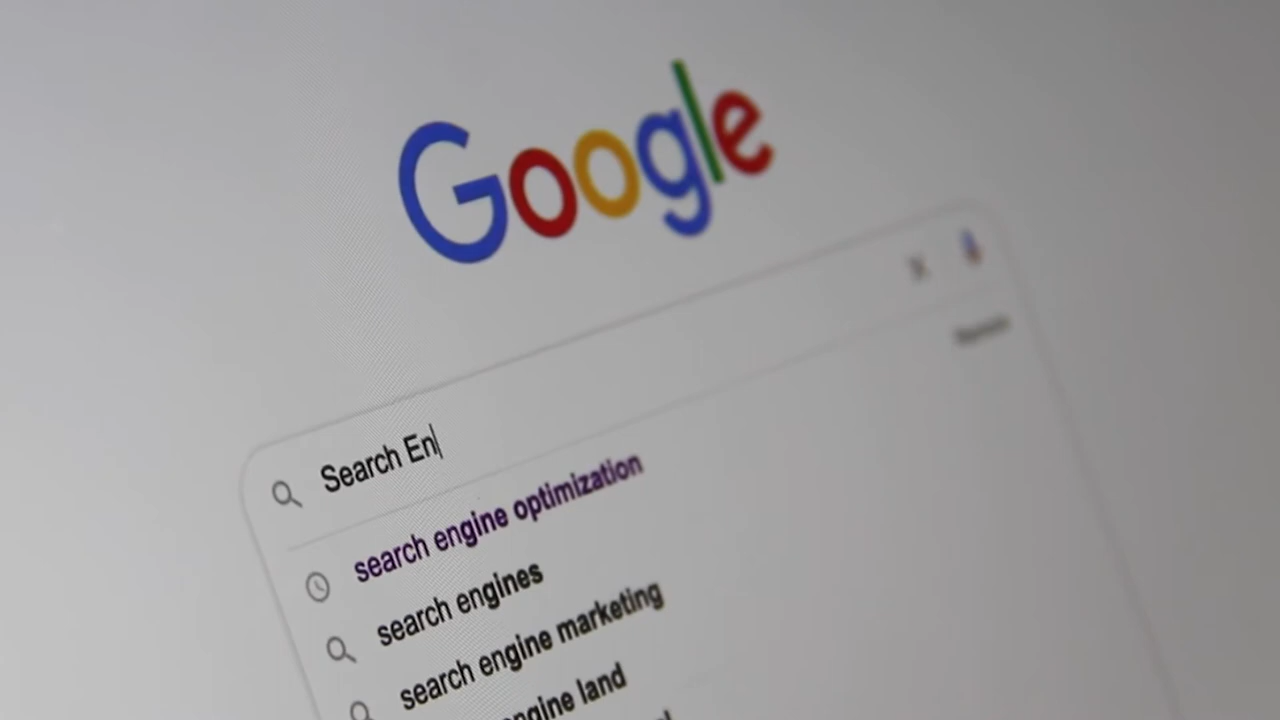 Google
Search En
search engine optimization
search engines
search engine marketing
engine land